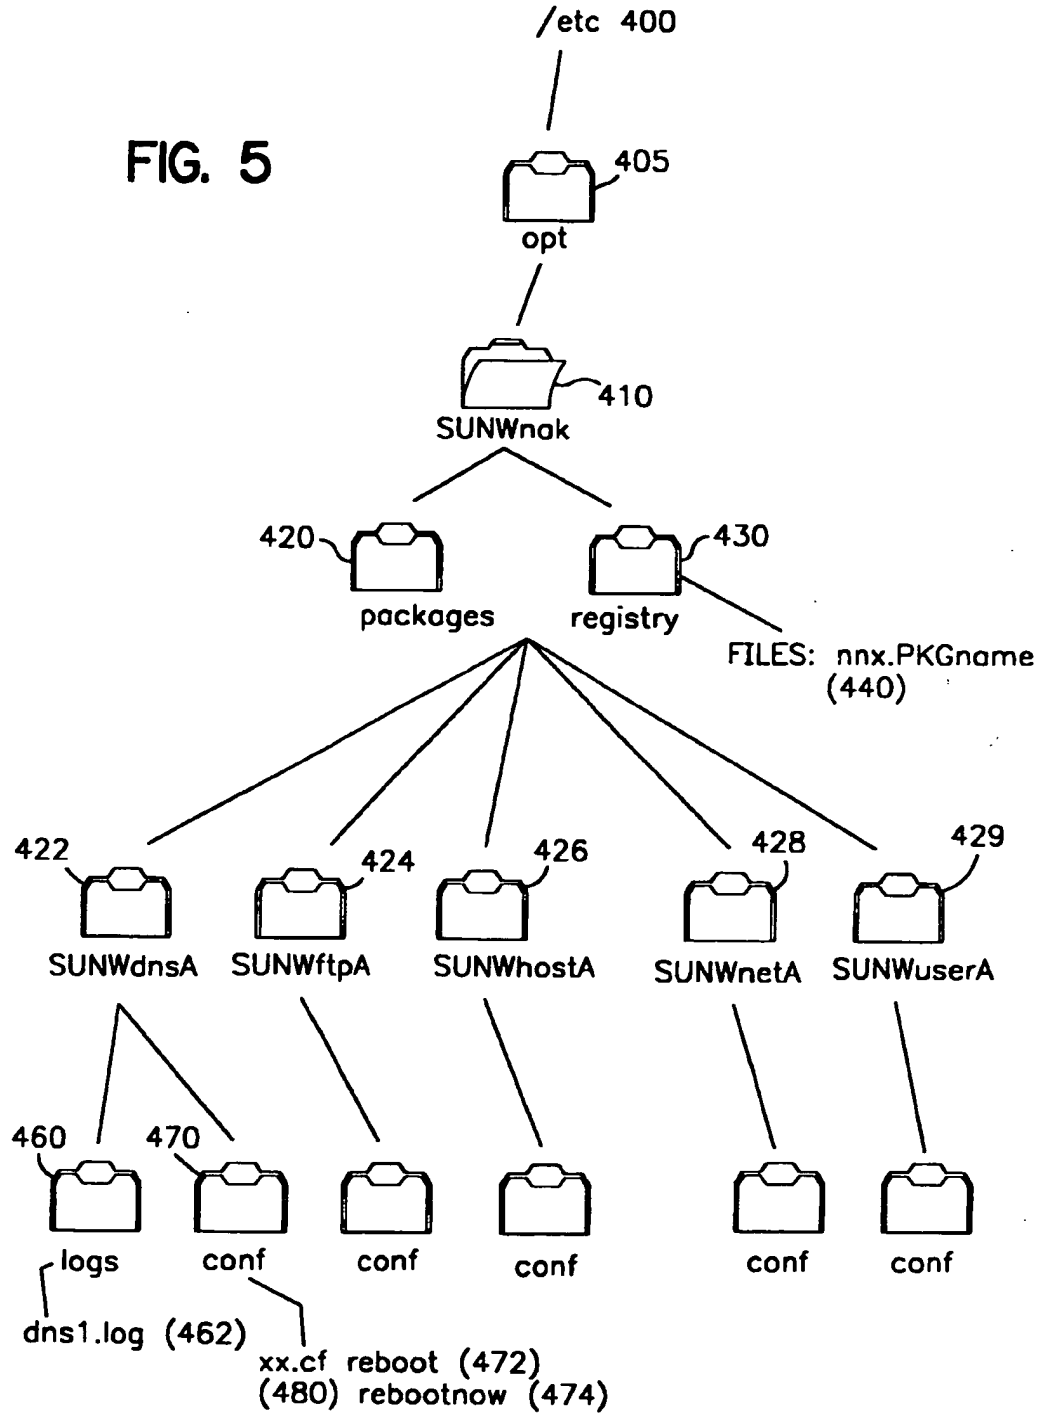 /etc 400
FIG. 5
405
opt
410
SUNWnak
420
430
packages
registry
FILES: nnx.PKGname
(440)
422
424
426
428
429
SUNWdnsA
SUNWftpA
SUNWhostA
SUNWnetA
SUNWuserA
460
470
logs
conf
conf
conf
conf
conf
dns1.log (462)
xx.cf reboot (472)
(480) rebootnow (474)